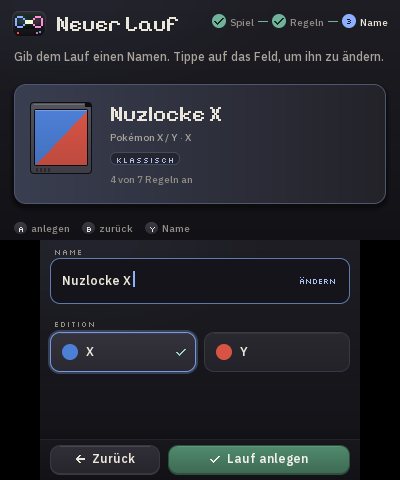 Neuer Lauf
Spiel — Regeln — 3 Name
Gib dem Lauf einen Namen. Tippe auf das Feld, um ihn zu ändern.
Nuzlocke X
Pokémon X / Y · X
KLASSISCH
4 von 7 Regeln an
A anlegen B zurück Y Name
NAME
Nuzlocke X ÄNDERN
EDITION
X Y
← Zurück ✓ Lauf anlegen